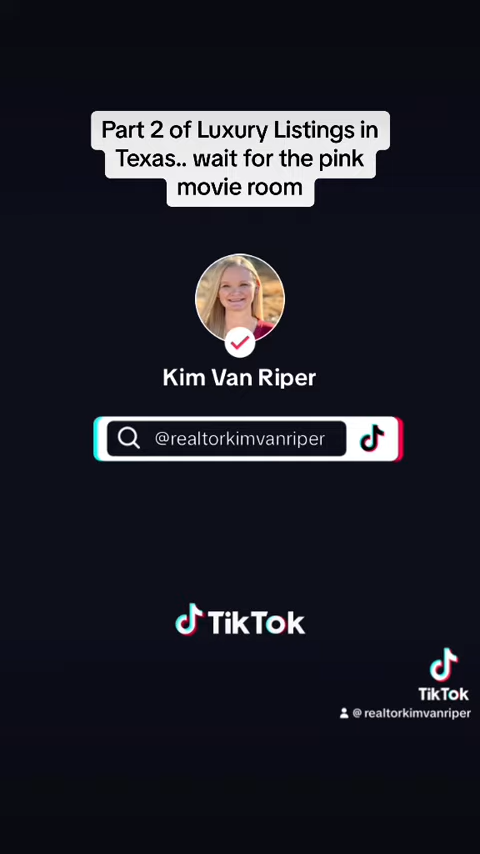 Part 2 of Luxury Listings in
Texas.. wait for the pink
movie room
Kim Van Riper
@realtorkimvanriper
TikTok
TikTok
@realtorkimvanriper